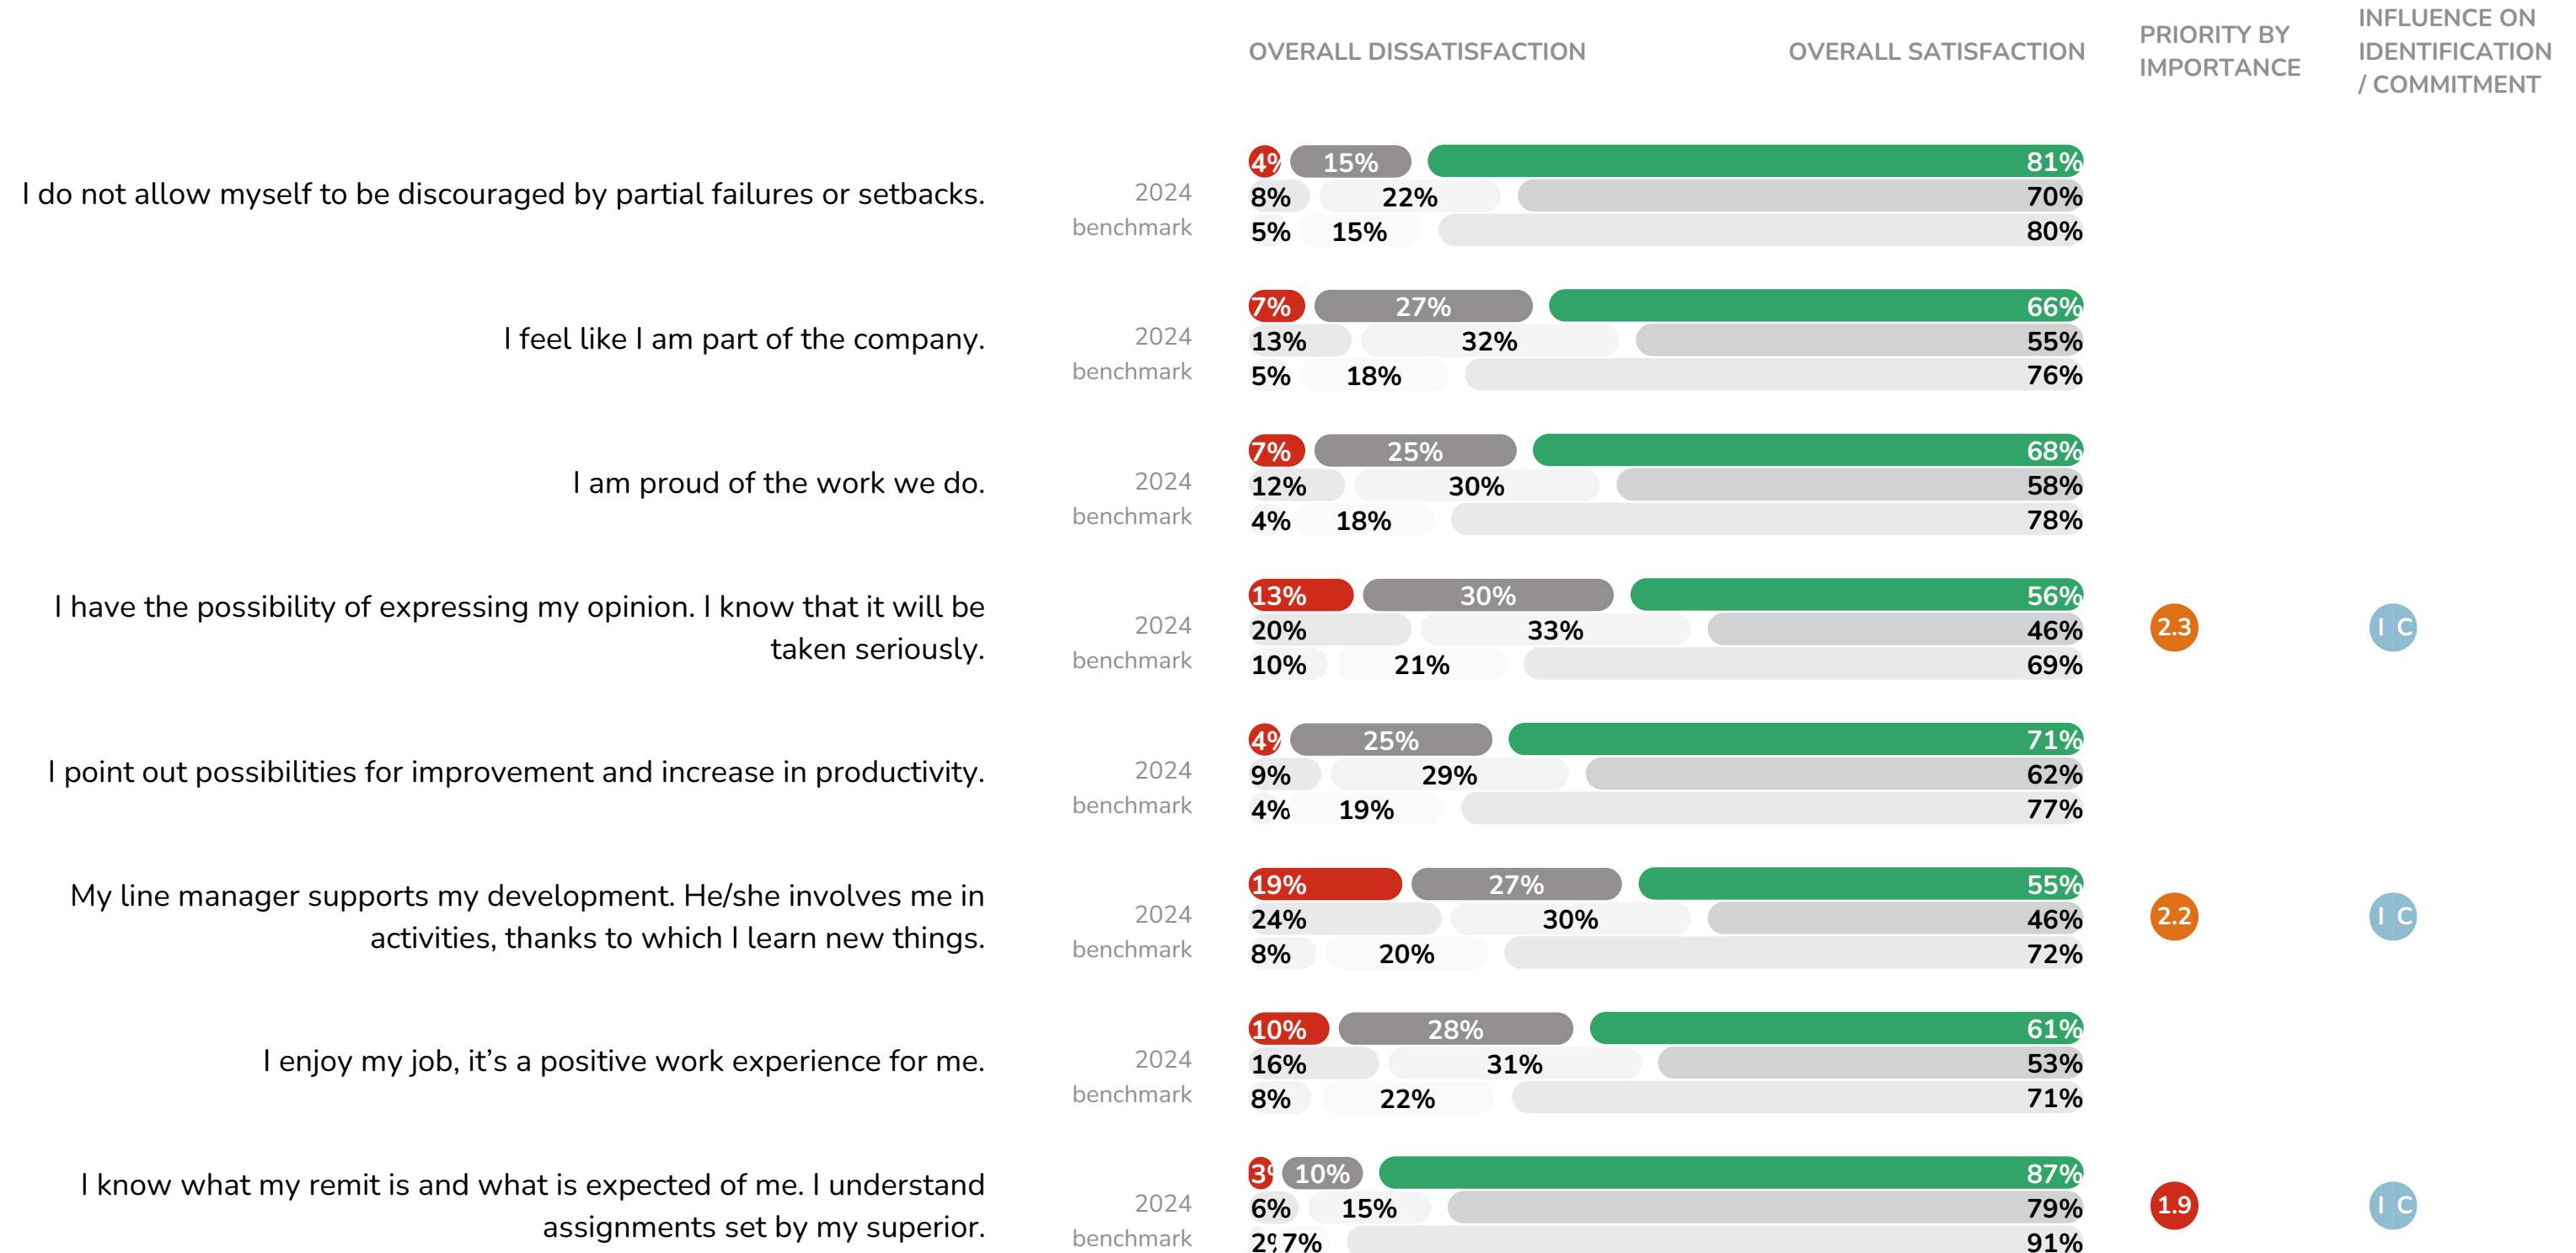 OVERALL DISSATISFACTION OVERALL SATISFACTION PRIORITY BY IMPORTANCE INFLUENCE ON IDENTIFICATION / COMMITMENT
I do not allow myself to be discouraged by partial failures or setbacks.
4% 15% 81%
2024 8% 22% 70%
benchmark 5% 15% 80%
I feel like I am part of the company.
7% 27% 66%
2024 13% 32% 55%
benchmark 5% 18% 76%
I am proud of the work we do.
7% 25% 68%
2024 12% 30% 58%
benchmark 4% 18% 78%
I have the possibility of expressing my opinion. I know that it will be
taken seriously.
13% 30% 56%
2024 20% 33% 46%
benchmark 10% 21% 69%
2.3 I C
I point out possibilities for improvement and increase in productivity.
4% 25% 71%
2024 9% 29% 62%
benchmark 4% 19% 77%
My line manager supports my development. He/she involves me in
activities, thanks to which I learn new things.
19% 27% 55%
2024 24% 30% 46%
benchmark 8% 20% 72%
2.2 I C
I enjoy my job, it's a positive work experience for me.
10% 28% 61%
2024 16% 31% 53%
benchmark 8% 22% 71%
I know what my remit is and what is expected of me. I understand
assignments set by my superior.
3% 10% 87%
2024 6% 15% 79%
benchmark 2% 7% 91%
1.9 I C